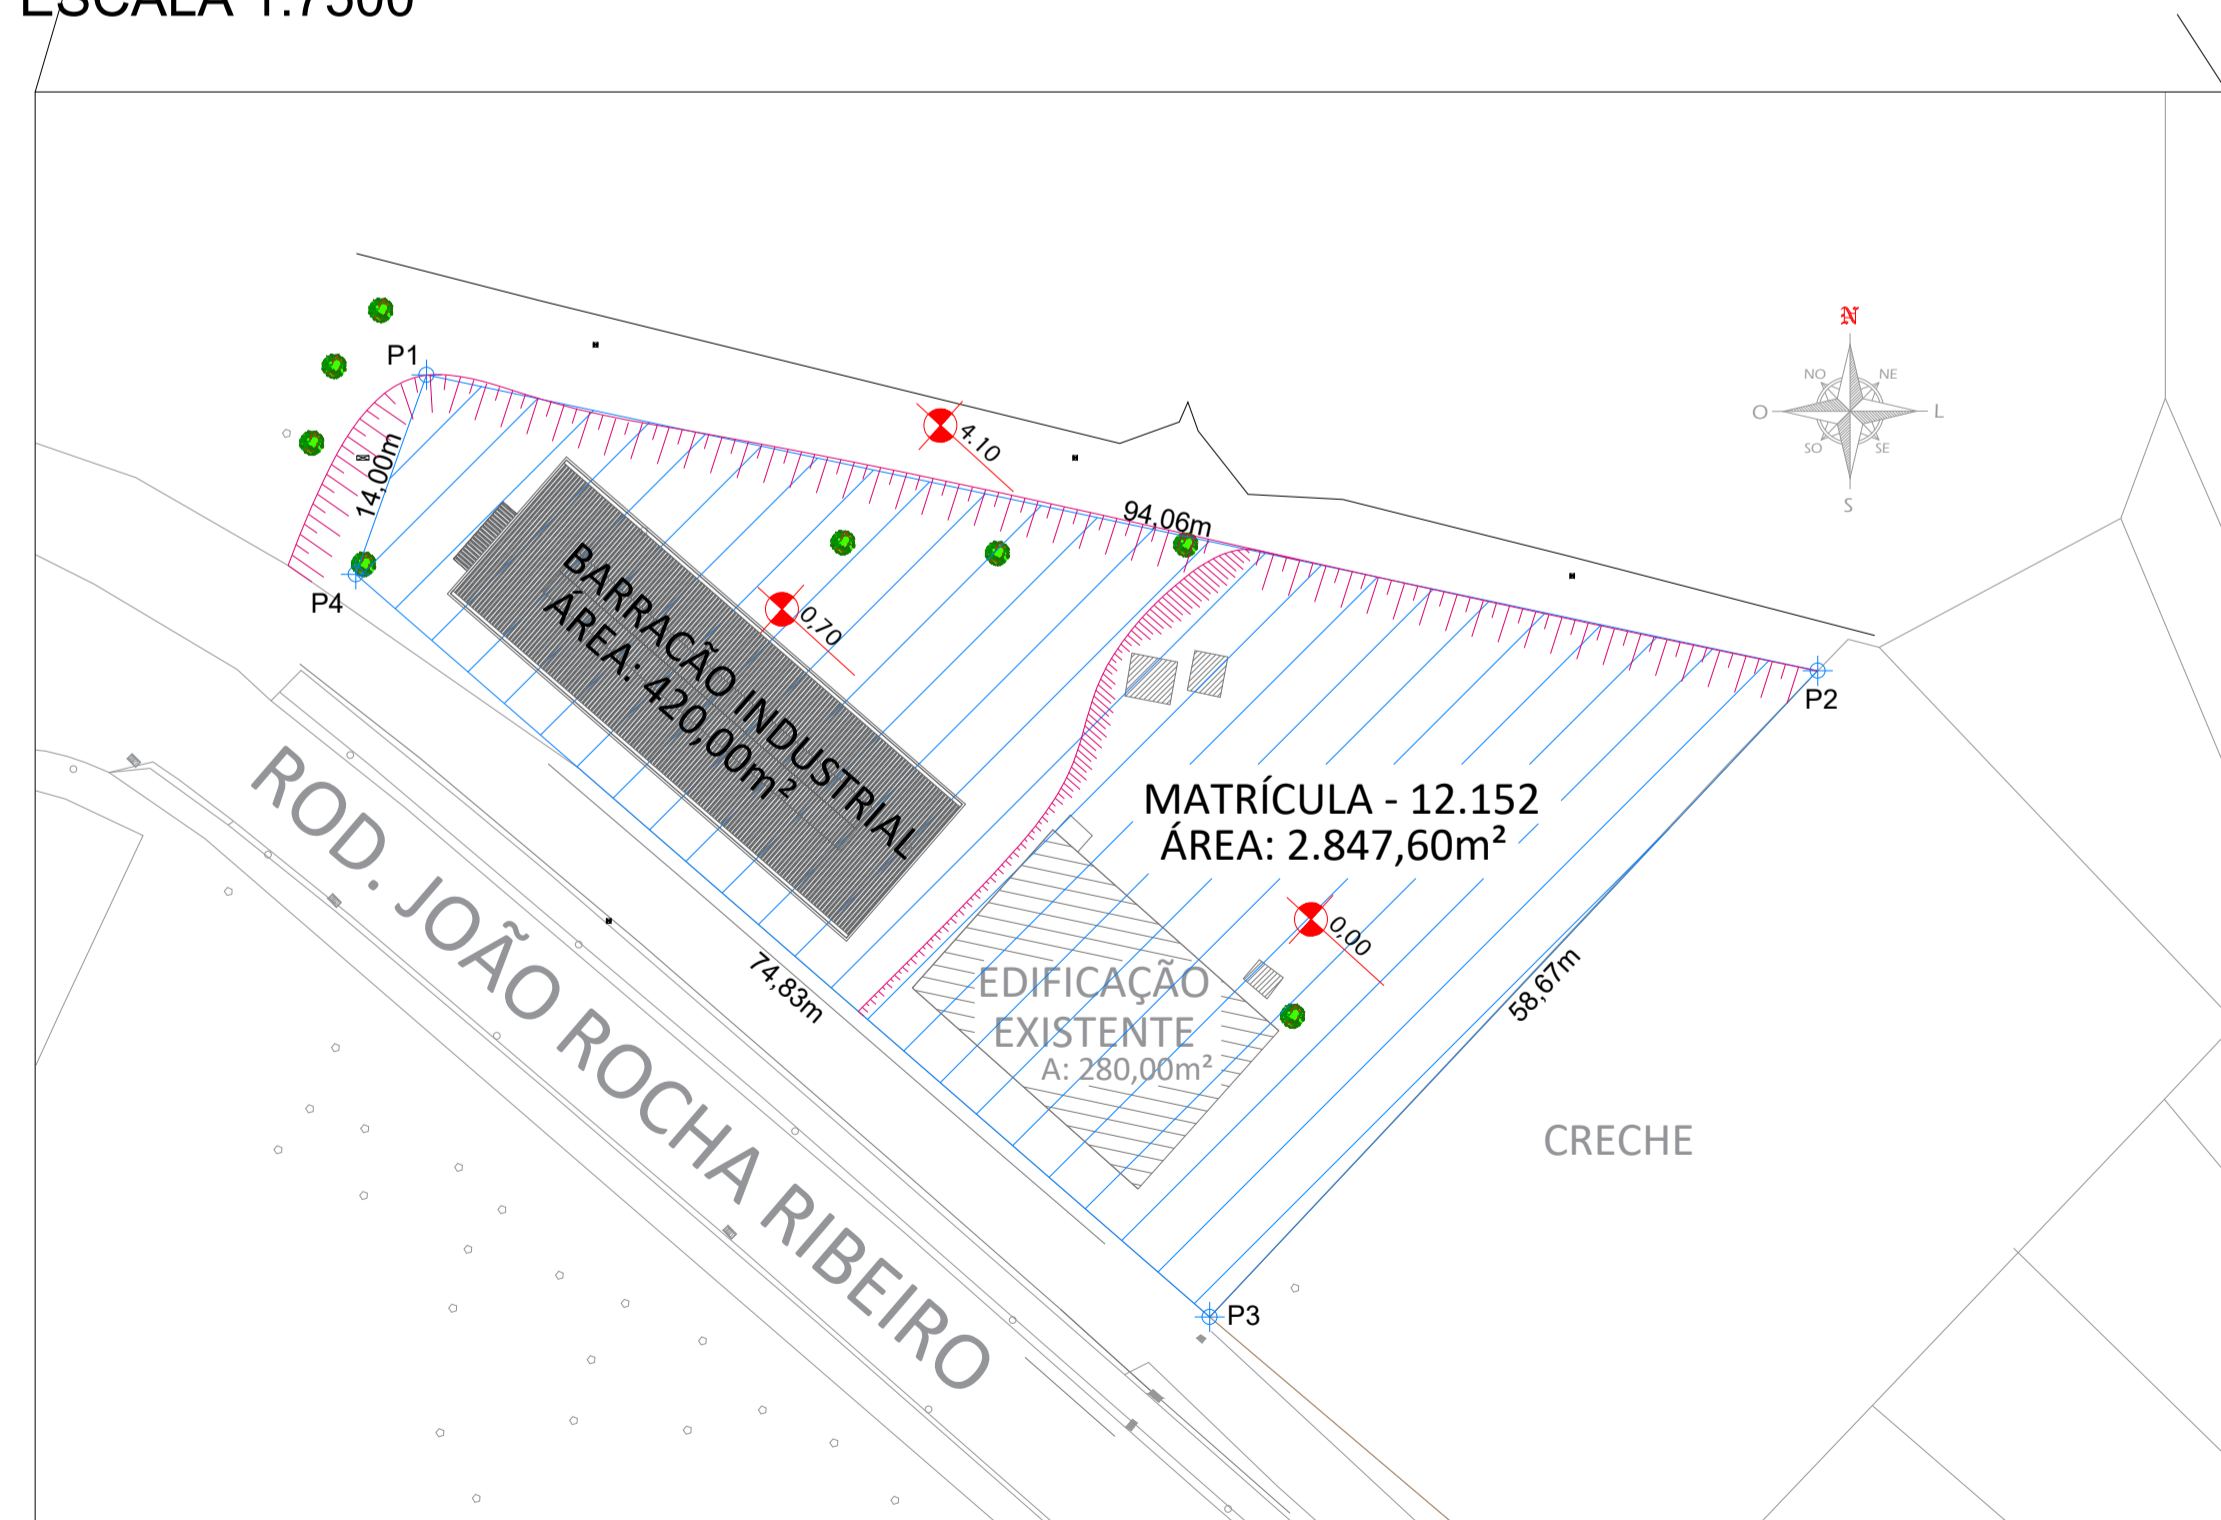 ESCALA 1:7500
N
NO
NE
O
L
SO
SE
S
P1
4.10
14,00m
94,06m
P4
BARRACÃO INDUSTRIAL
ÁREA: 420,00m²
0,70
P2
MATRÍCULA - 12.152
ÁREA: 2.847,60m²
0,00
ROD. JOÃO ROCHA RIBEIRO
74,83m
EDIFICAÇÃO
EXISTENTE
A: 280,00m²
58,67m
CRECHE
P3